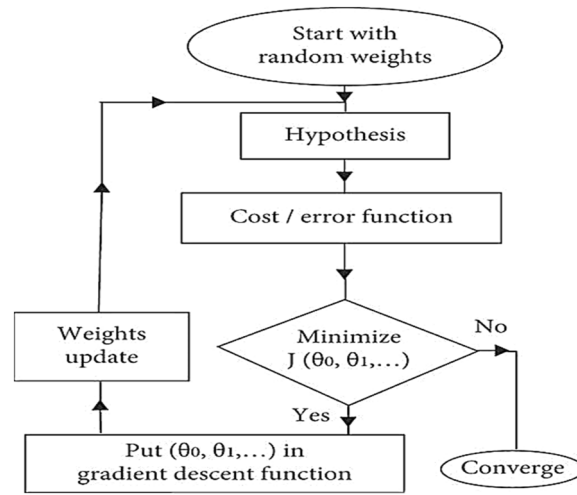 Start with
random weights
Hypothesis
Cost / error function
Minimize
J (θ0, θ1,...)
No
Yes
Weights
update
Put (θ0, θ1,...) in
gradient descent function
Converge